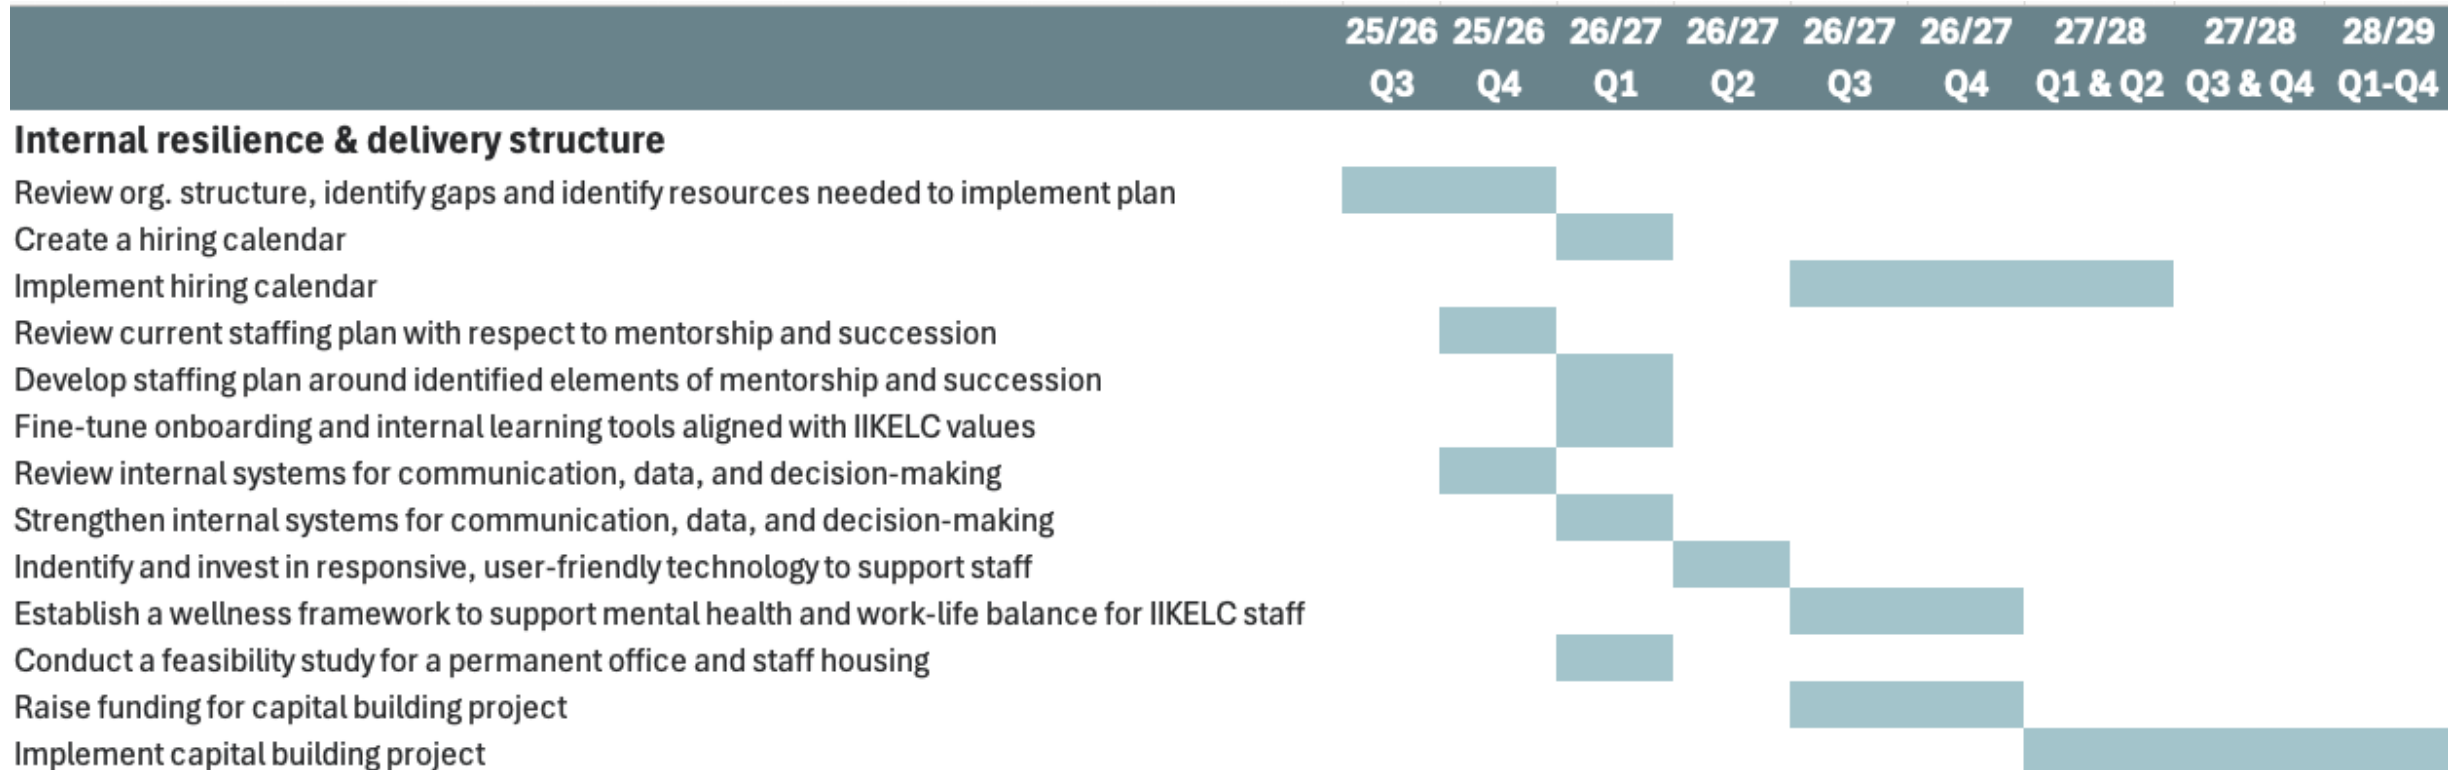 25/26 25/26 26/27 26/27 26/27 26/27 27/28 27/28 28/29
Q3 Q4 Q1 Q2 Q3 Q4 Q1 & Q2 Q3 & Q4 Q1-Q4
Internal resilience & delivery structure
Review org. structure, identify gaps and identify resources needed to implement plan
Create a hiring calendar
Implement hiring calendar
Review current staffing plan with respect to mentorship and succession
Develop staffing plan around identified elements of mentorship and succession
Fine-tune onboarding and internal learning tools aligned with IIKELC values
Review internal systems for communication, data, and decision-making
Strengthen internal systems for communication, data, and decision-making
Indentify and invest in responsive, user-friendly technology to support staff
Establish a wellness framework to support mental health and work-life balance for IIKELC staff
Conduct a feasibility study for a permanent office and staff housing
Raise funding for capital building project
Implement capital building project